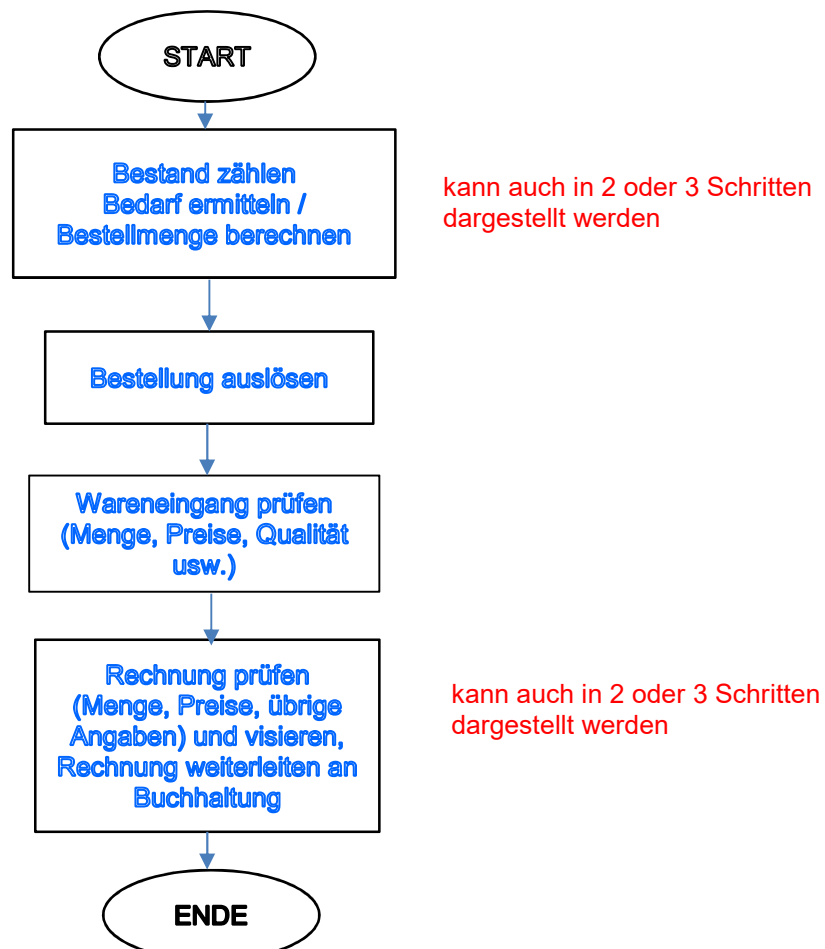 START
Bestand zählen
Bedarf ermitteln /
Bestellmenge berechnen
kann auch in 2 oder 3 Schritten
dargestellt werden
Bestellung auslösen
Wareneingang prüfen
(Menge, Preise, Qualität
usw.)
Rechnung prüfen
(Menge, Preise, übrige
Angaben) und visieren,
Rechnung weiterleiten an
Buchhaltung
kann auch in 2 oder 3 Schritten
dargestellt werden
ENDE